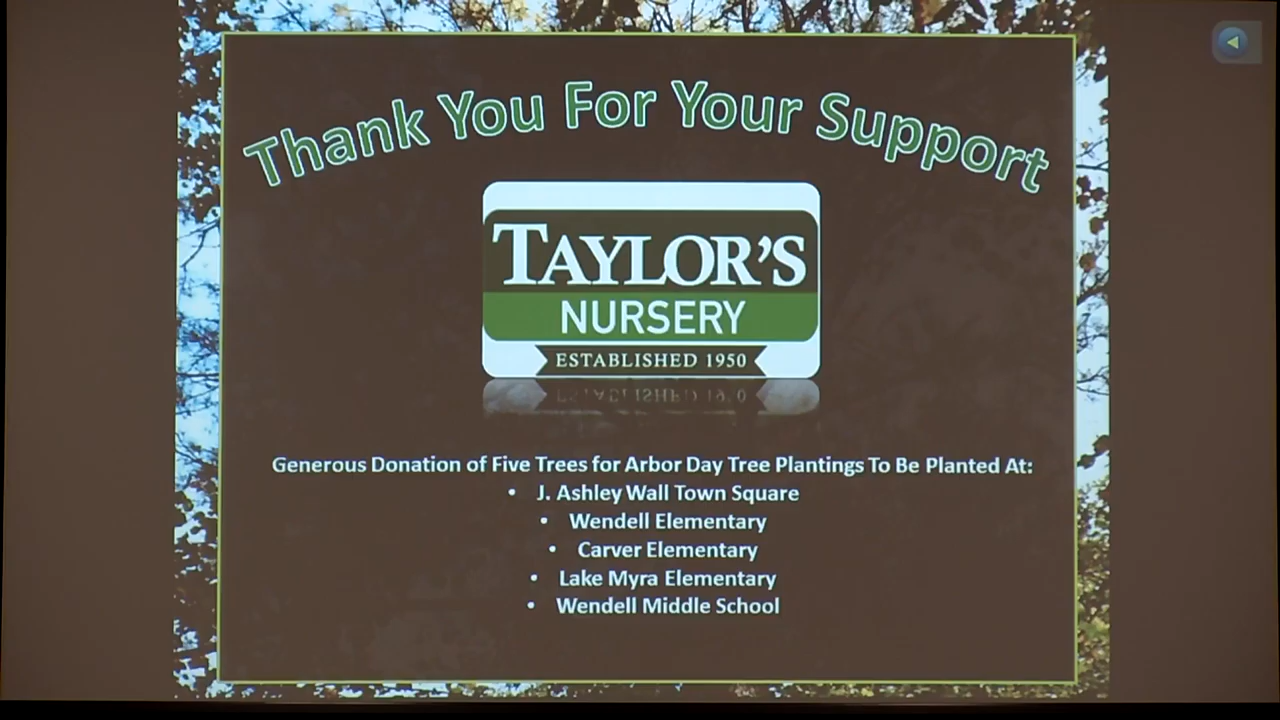 Thank You For Your Support
TAYLOR'S
NURSERY
ESTABLISHED 1950
Generous Donation of Five Trees for Arbor Day Tree Plantings To Be Planted At:
• J. Ashley Wall Town Square
• Wendell Elementary
• Carver Elementary
• Lake Myra Elementary
• Wendell Middle School